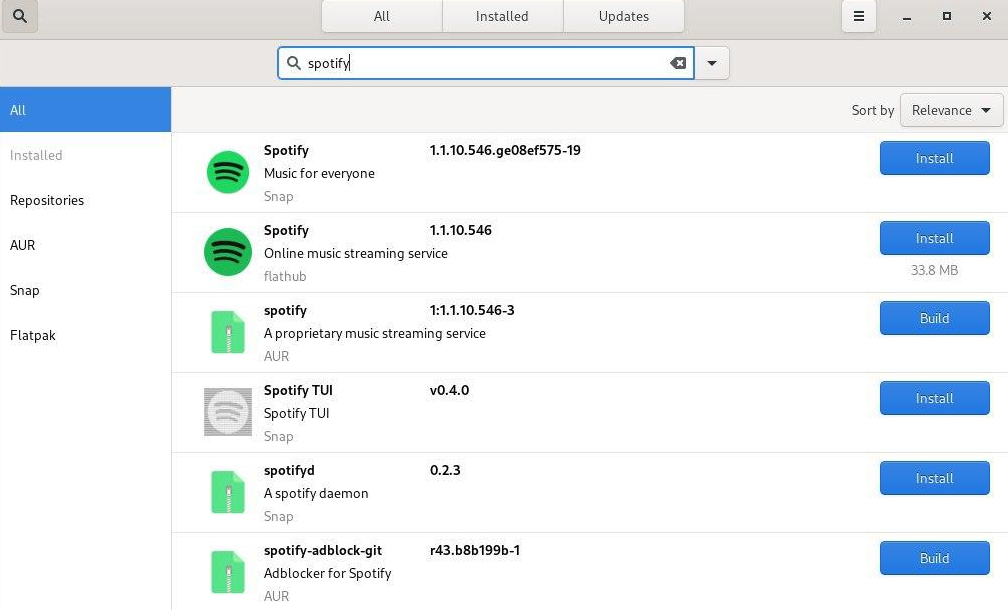 All Installed Updates
spotify
All
Installed
Repositories
AUR
Snap
Flatpak
Sort by Relevance
Spotify 1.1.10.546.ge08ef575-19 Install
Music for everyone
Snap
Spotify 1.1.10.546 Install
Online music streaming service
flathub 33.8 MB
spotify 1:1.1.10.546-3 Build
A proprietary music streaming service
AUR
Spotify TUI v0.4.0 Install
Spotify TUI
Snap
spotifyd 0.2.3 Install
A spotify daemon
Snap
spotify-adblock-git r43.b8b199b-1 Build
Adblocker for Spotify
AUR